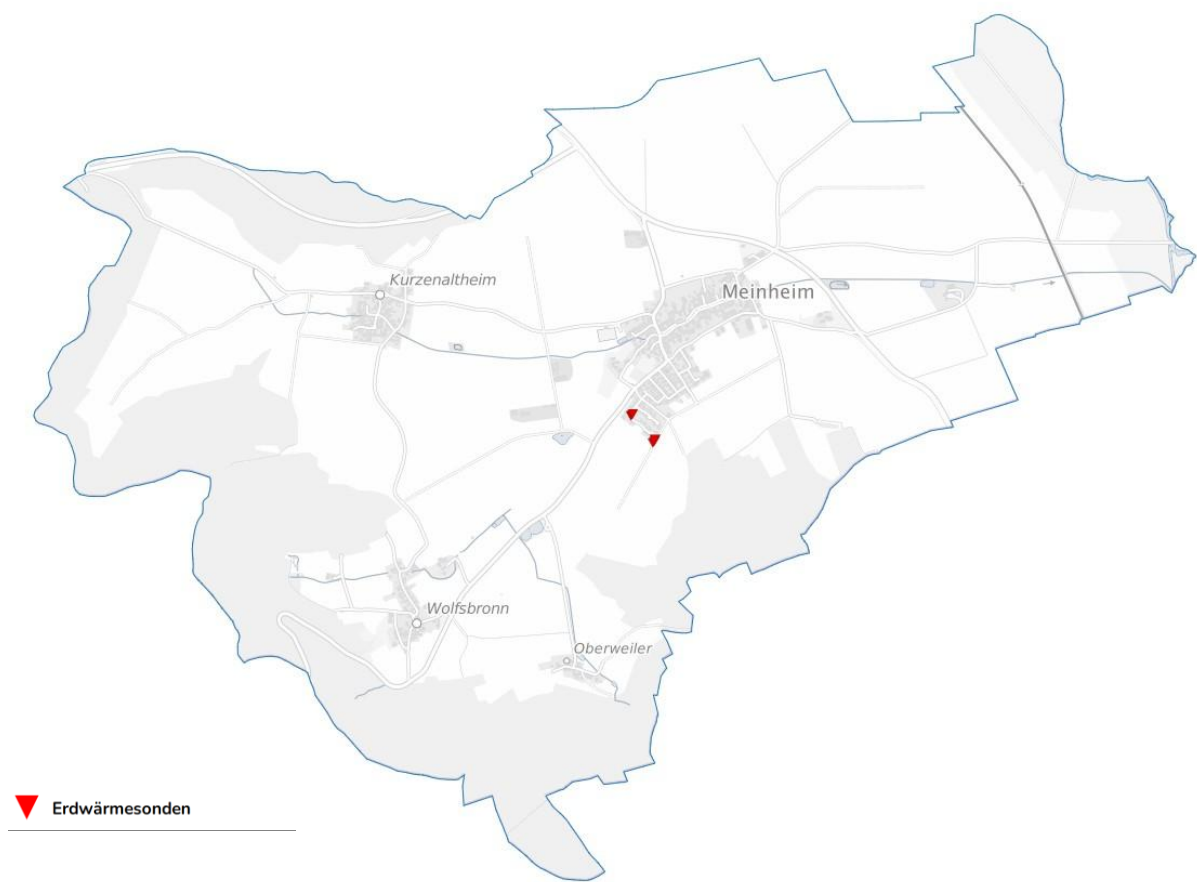 Kurzenaltheim
Meinheim
Wolfsbronn
Oberweiler
Erdwärmesonden